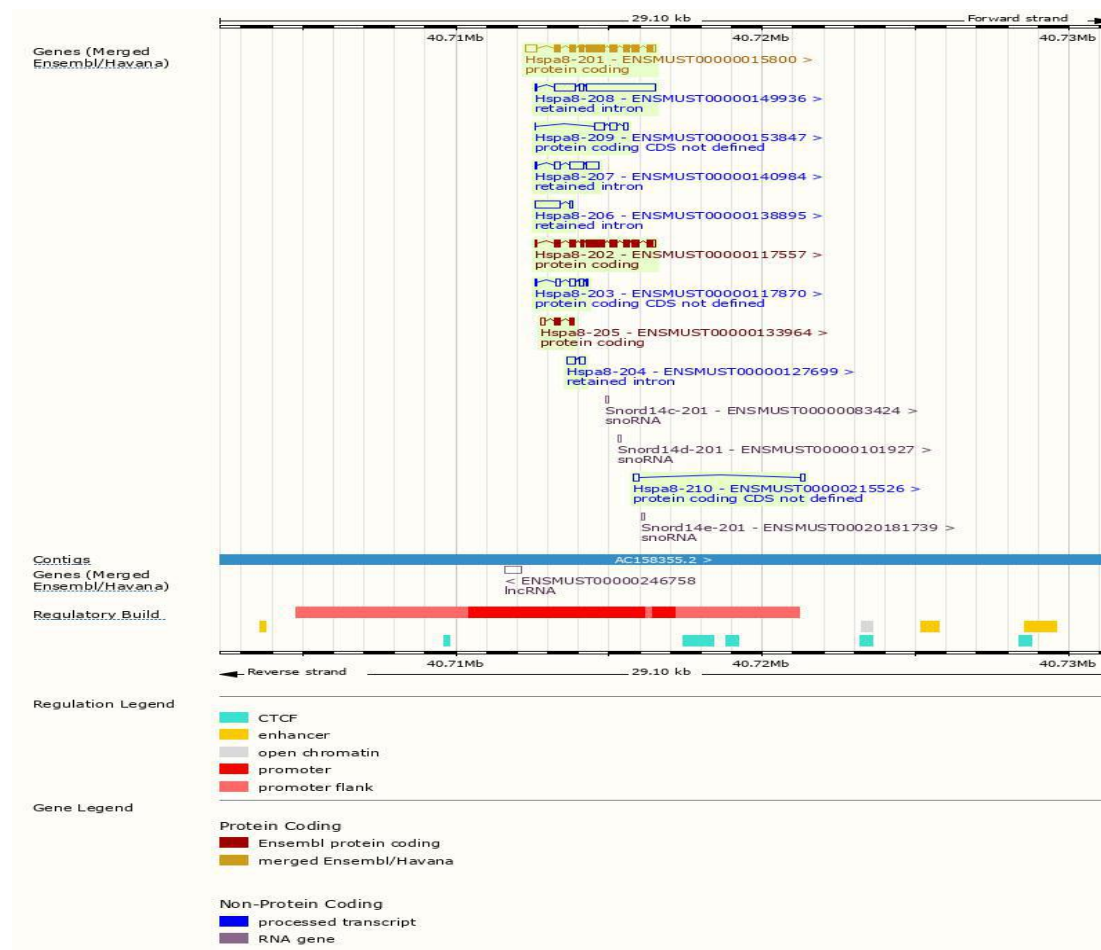 29.10 kb
Forward strand
40.71Mb
40.72Mb
40.73Mb
Genes (Merged
Ensembl/Havana)
Hspa8-201 - ENSMUST00000015800 >
protein coding
Hspa8-208 - ENSMUST00000149936 >
retained intron
Hspa8-209 - ENSMUST00000153847 >
protein coding CDS not defined
Hspa8-207 - ENSMUST00000140984 >
retained intron
Hspa8-206 - ENSMUST00000138895 >
retained intron
Hspa8-202 - ENSMUST00000117557 >
protein coding
Hspa8-203 - ENSMUST00000117870 >
protein coding CDS not defined
Hspa8-205 - ENSMUST00000133964 >
protein coding
Hspa8-204 - ENSMUST00000127699 >
retained intron
Snord14c-201 - ENSMUST00000083424 >
snoRNA
Snord14d-201 - ENSMUST00000101927 >
snoRNA
Hspa8-210 - ENSMUST00000215526 >
protein coding CDS not defined
Snord14e-201 - ENSMUST00020181739 >
snoRNA
Contigs
AC158355.2 >
Genes (Merged
Ensembl/Havana)
< ENSMUST00000246758
lncRNA
Regulatory Build
40.71Mb
40.72Mb
40.73Mb
Reverse strand
29.10 kb
Regulation Legend
CTCF
enhancer
open chromatin
promoter
promoter flank
Gene Legend
Protein Coding
Ensembl protein coding
merged Ensembl/Havana
Non-Protein Coding
processed transcript
RNA gene